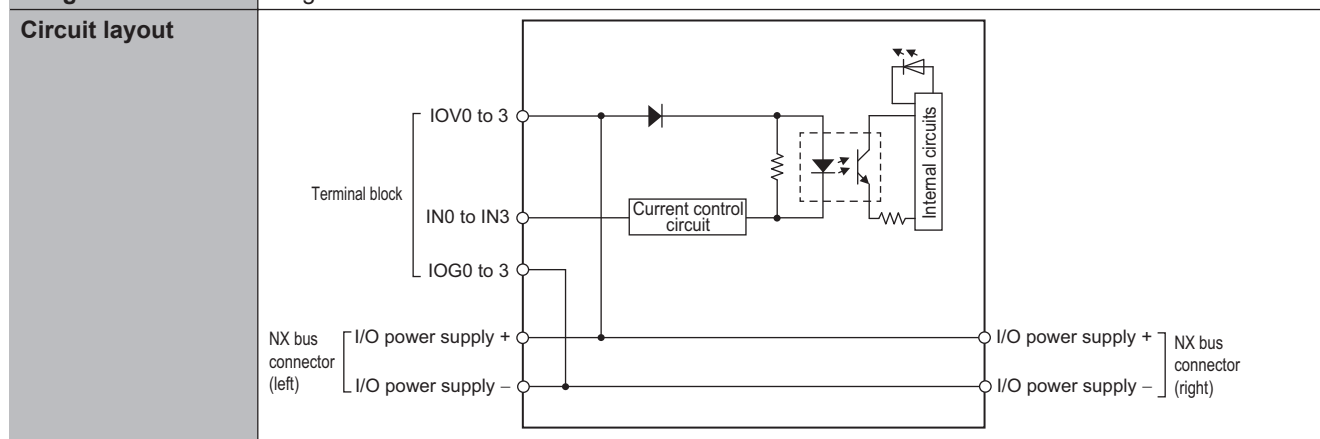 Circuit layout
IOV0 to 3
Terminal block
IN0 to IN3
Current control
circuit
Internal circuits
IOG0 to 3
NX bus
connector
(left)
I/O power supply +
I/O power supply –
I/O power supply +
I/O power supply –
NX bus
connector
(right)